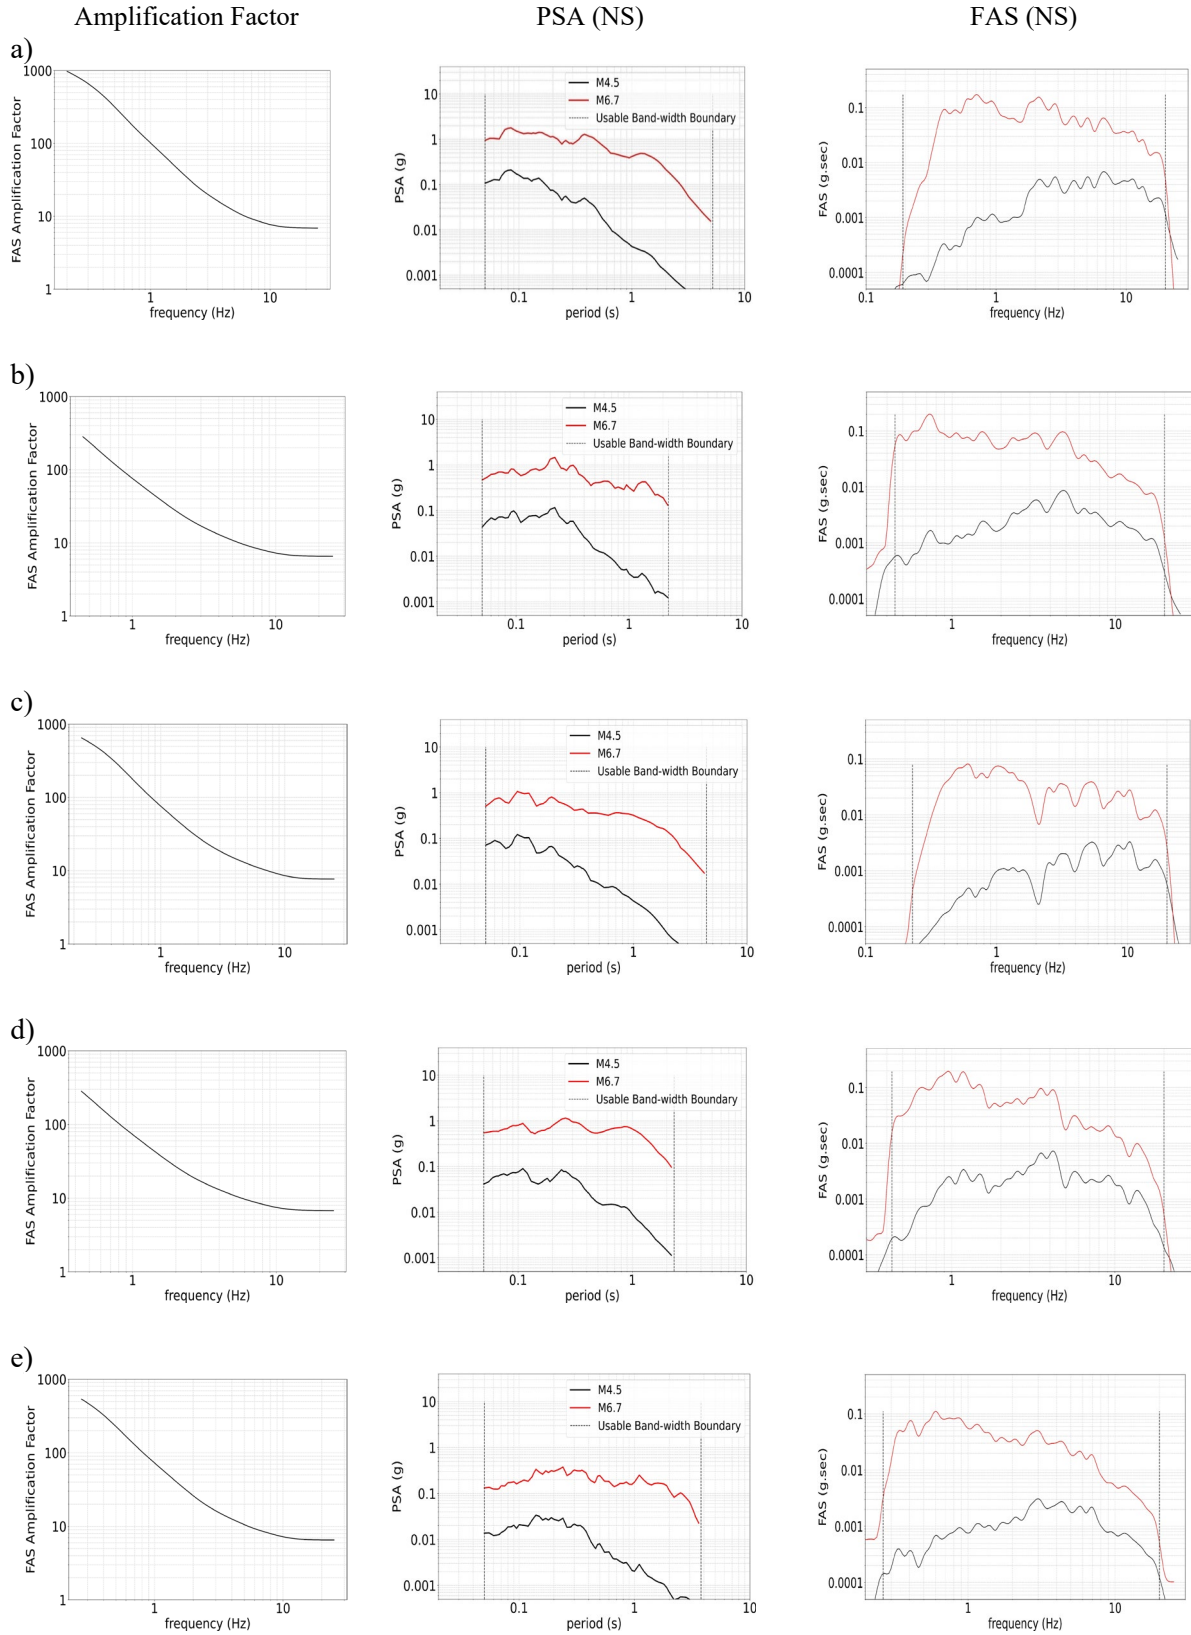 Amplification Factor PSA (NS) FAS (NS)
a)
FAS Amplification Factor
1000
100
10
1
1 10
frequency (Hz)
PSA (g)
10
1
0.1
0.01
0.001
M4.5
M6.7
Usable Band-width Boundary
0.1 1 10
period (s)
FAS (g.sec)
0.1
0.01
0.001
0.0001
0.1 1 10
frequency (Hz)
b)
FAS Amplification Factor
1000
100
10
1
1 10
frequency (Hz)
PSA (g)
10
1
0.1
0.01
0.001
M4.5
M6.7
Usable Band-width Boundary
0.1 1 10
period (s)
FAS (g.sec)
0.1
0.01
0.001
0.0001
1 10
frequency (Hz)
c)
FAS Amplification Factor
1000
100
10
1
1 10
frequency (Hz)
PSA (g)
10
1
0.1
0.01
0.001
M4.5
M6.7
Usable Band-width Boundary
0.1 1 10
period (s)
FAS (g.sec)
0.1
0.01
0.001
0.0001
0.1 1 10
frequency (Hz)
d)
FAS Amplification Factor
1000
100
10
1
1 10
frequency (Hz)
PSA (g)
10
1
0.1
0.01
0.001
M4.5
M6.7
Usable Band-width Boundary
0.1 1 10
period (s)
FAS (g.sec)
0.1
0.01
0.001
0.0001
1 10
frequency (Hz)
e)
FAS Amplification Factor
1000
100
10
1
1 10
frequency (Hz)
PSA (g)
10
1
0.1
0.01
0.001
M4.5
M6.7
Usable Band-width Boundary
0.1 1 10
period (s)
FAS (g.sec)
0.1
0.01
0.001
0.0001
1 10
frequency (Hz)